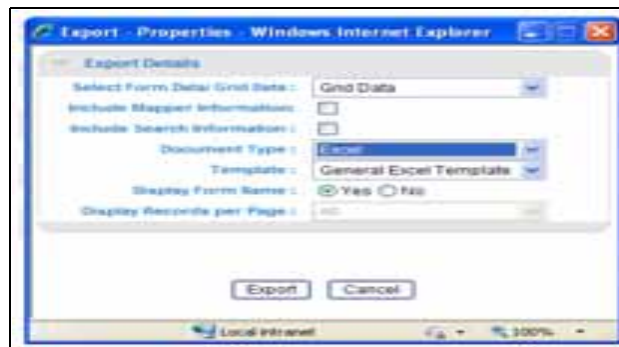 Export - Properties - Windows Internet Explorer
Export Details
Select Form Data/ Grid Data : Grid Data
Include Mapper Information:
Include Search Information :
Document Type : Excel
Template : General Excel Template
Display Form Name : Yes No
Display Records per Page :
Export Cancel
Local intranet 100%